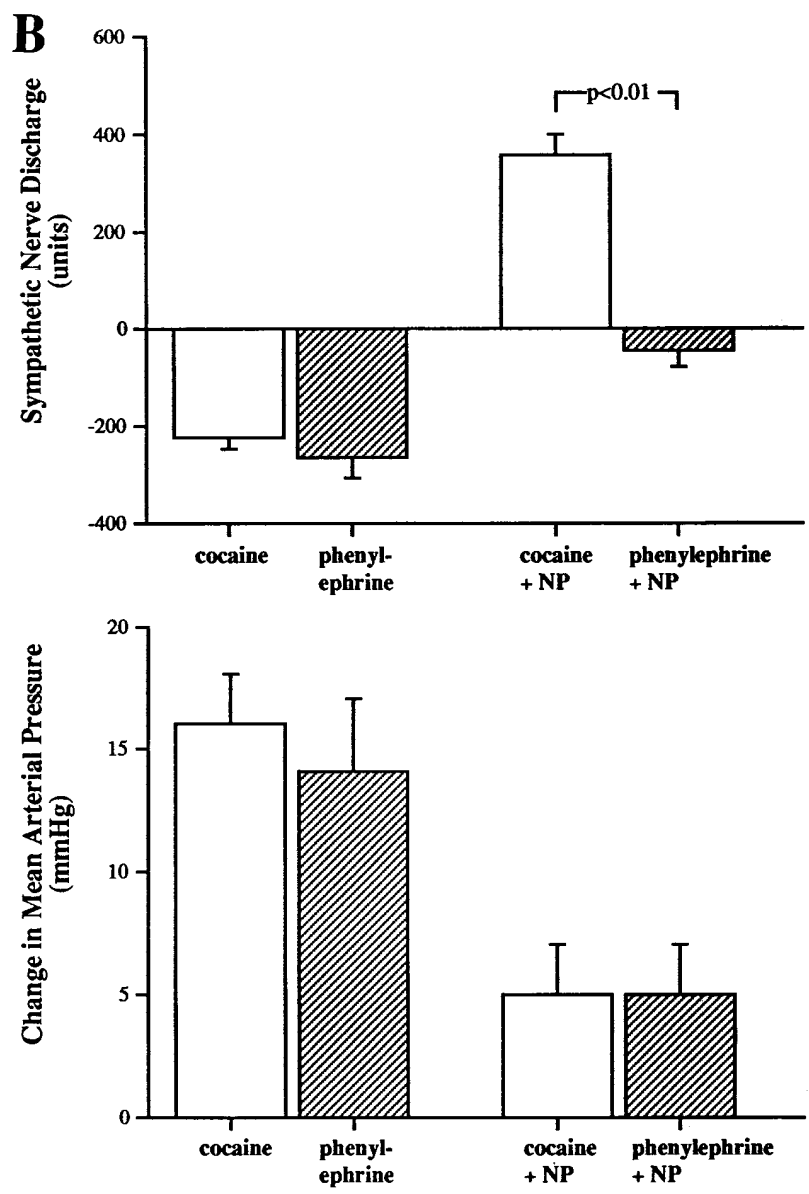 B
Sympathetic Nerve Discharge
(units)
600
400
200
0
-200
-400
p<0.01
cocaine
phenyl-
ephrine
cocaine
+ NP
phenylephrine
+ NP
Change in Mean Arterial Pressure
(mmHg)
20
15
10
5
0
cocaine
phenyl-
ephrine
cocaine
+ NP
phenylephrine
+ NP